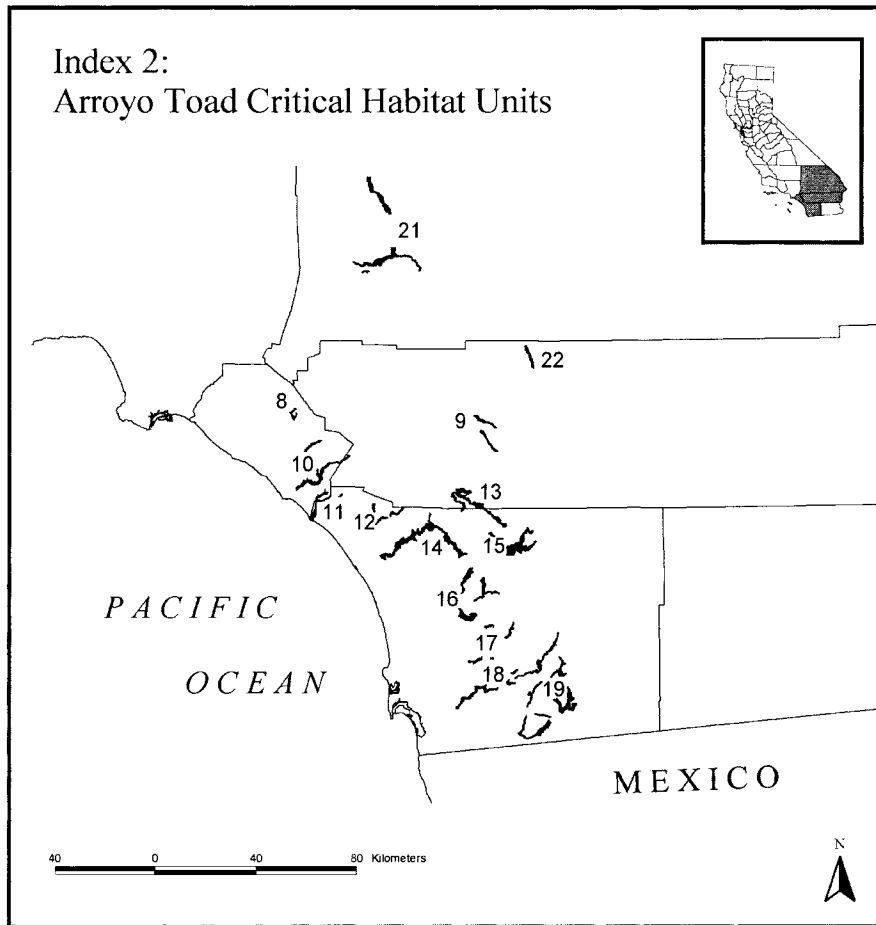 Index 2:
Arroyo Toad Critical Habitat Units
21
22
8
9
10
13
11
12
14
15
16
17
18
19
PACIFIC
OCEAN
MEXICO
40 0 40 80 Kilometers
N